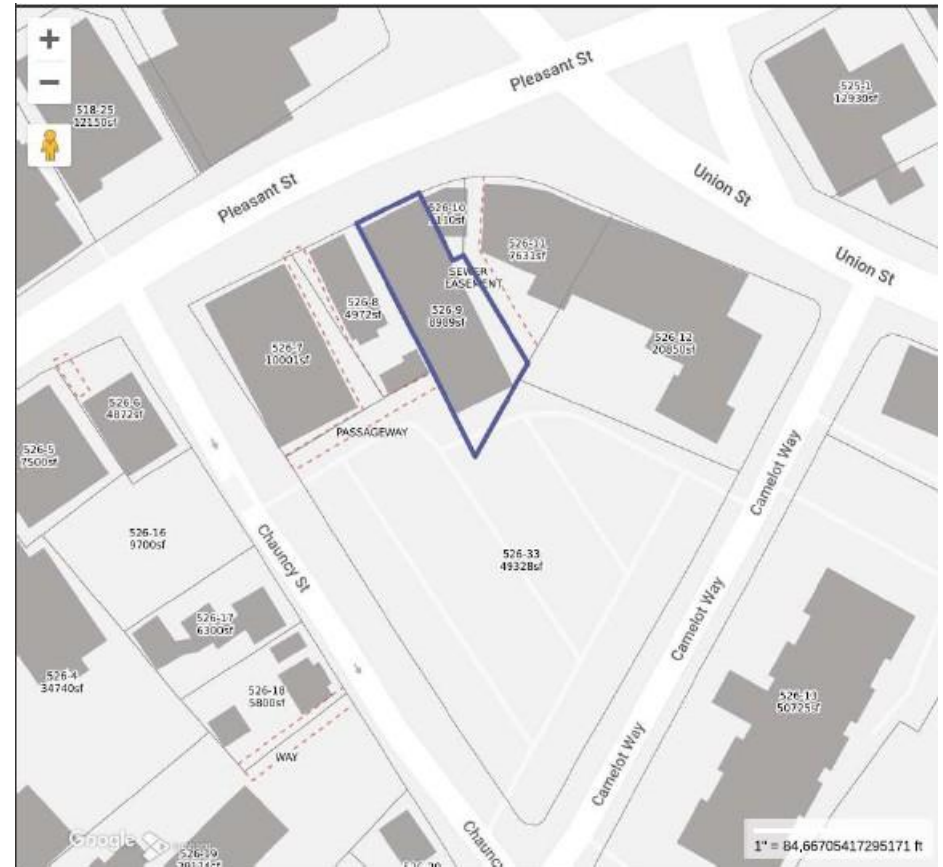 +
−
518-25
12150sf
Pleasant St
525-1
12930sf
Union St
Pleasant St
Union St
526-10
526-11
7631sf
SEWER
EASEMENT
526-8
4972sf
526-9
8989sf
526-12
20850sf
526-7
10001sf
526-6
4872sf
526-5
7500sf
PASSAGEWAY
Camelot Way
526-16
9700sf
Chauncy St
526-33
49328sf
526-17
6300sf
Camelot Way
526-4
34740sf
526-18
5800sf
526-13
50725sf
WAY
Camelot Way
Google
526-19
Chauncy
1" = 84.66705417295171 ft